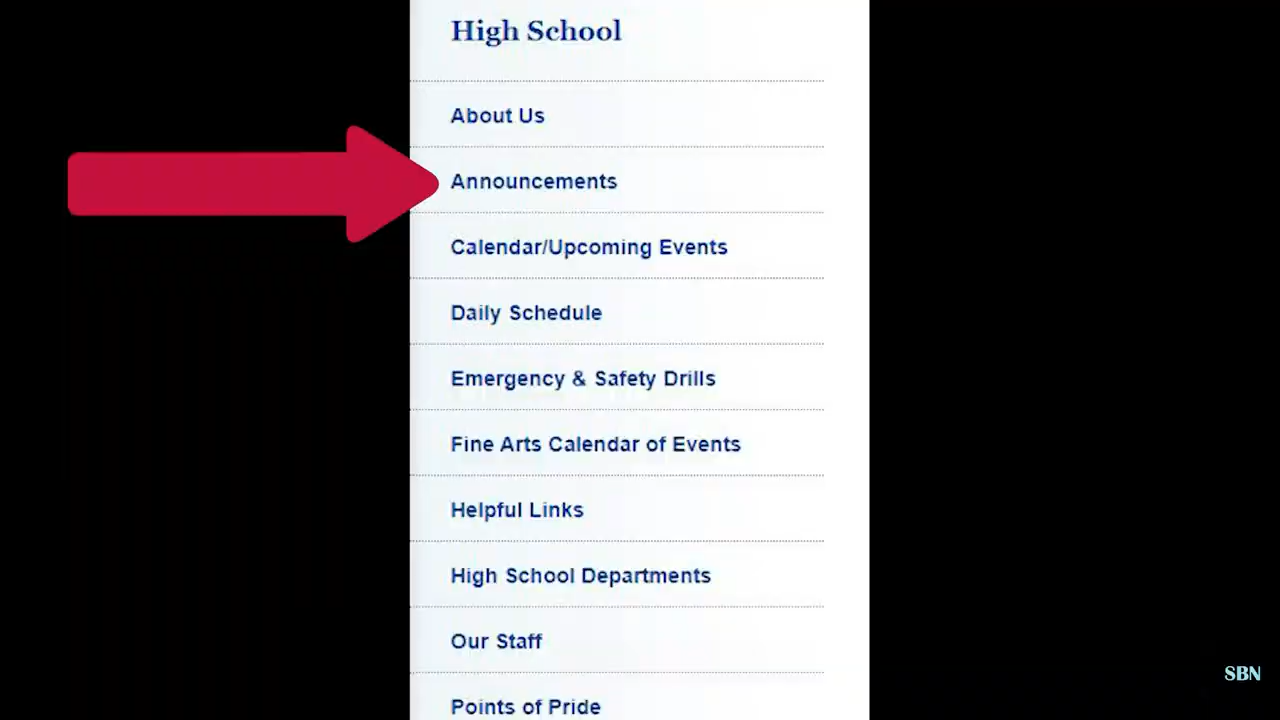 High School
About Us
Announcements
Calendar/Upcoming Events
Daily Schedule
Emergency & Safety Drills
Fine Arts Calendar of Events
Helpful Links
High School Departments
Our Staff
Points of Pride
SBN